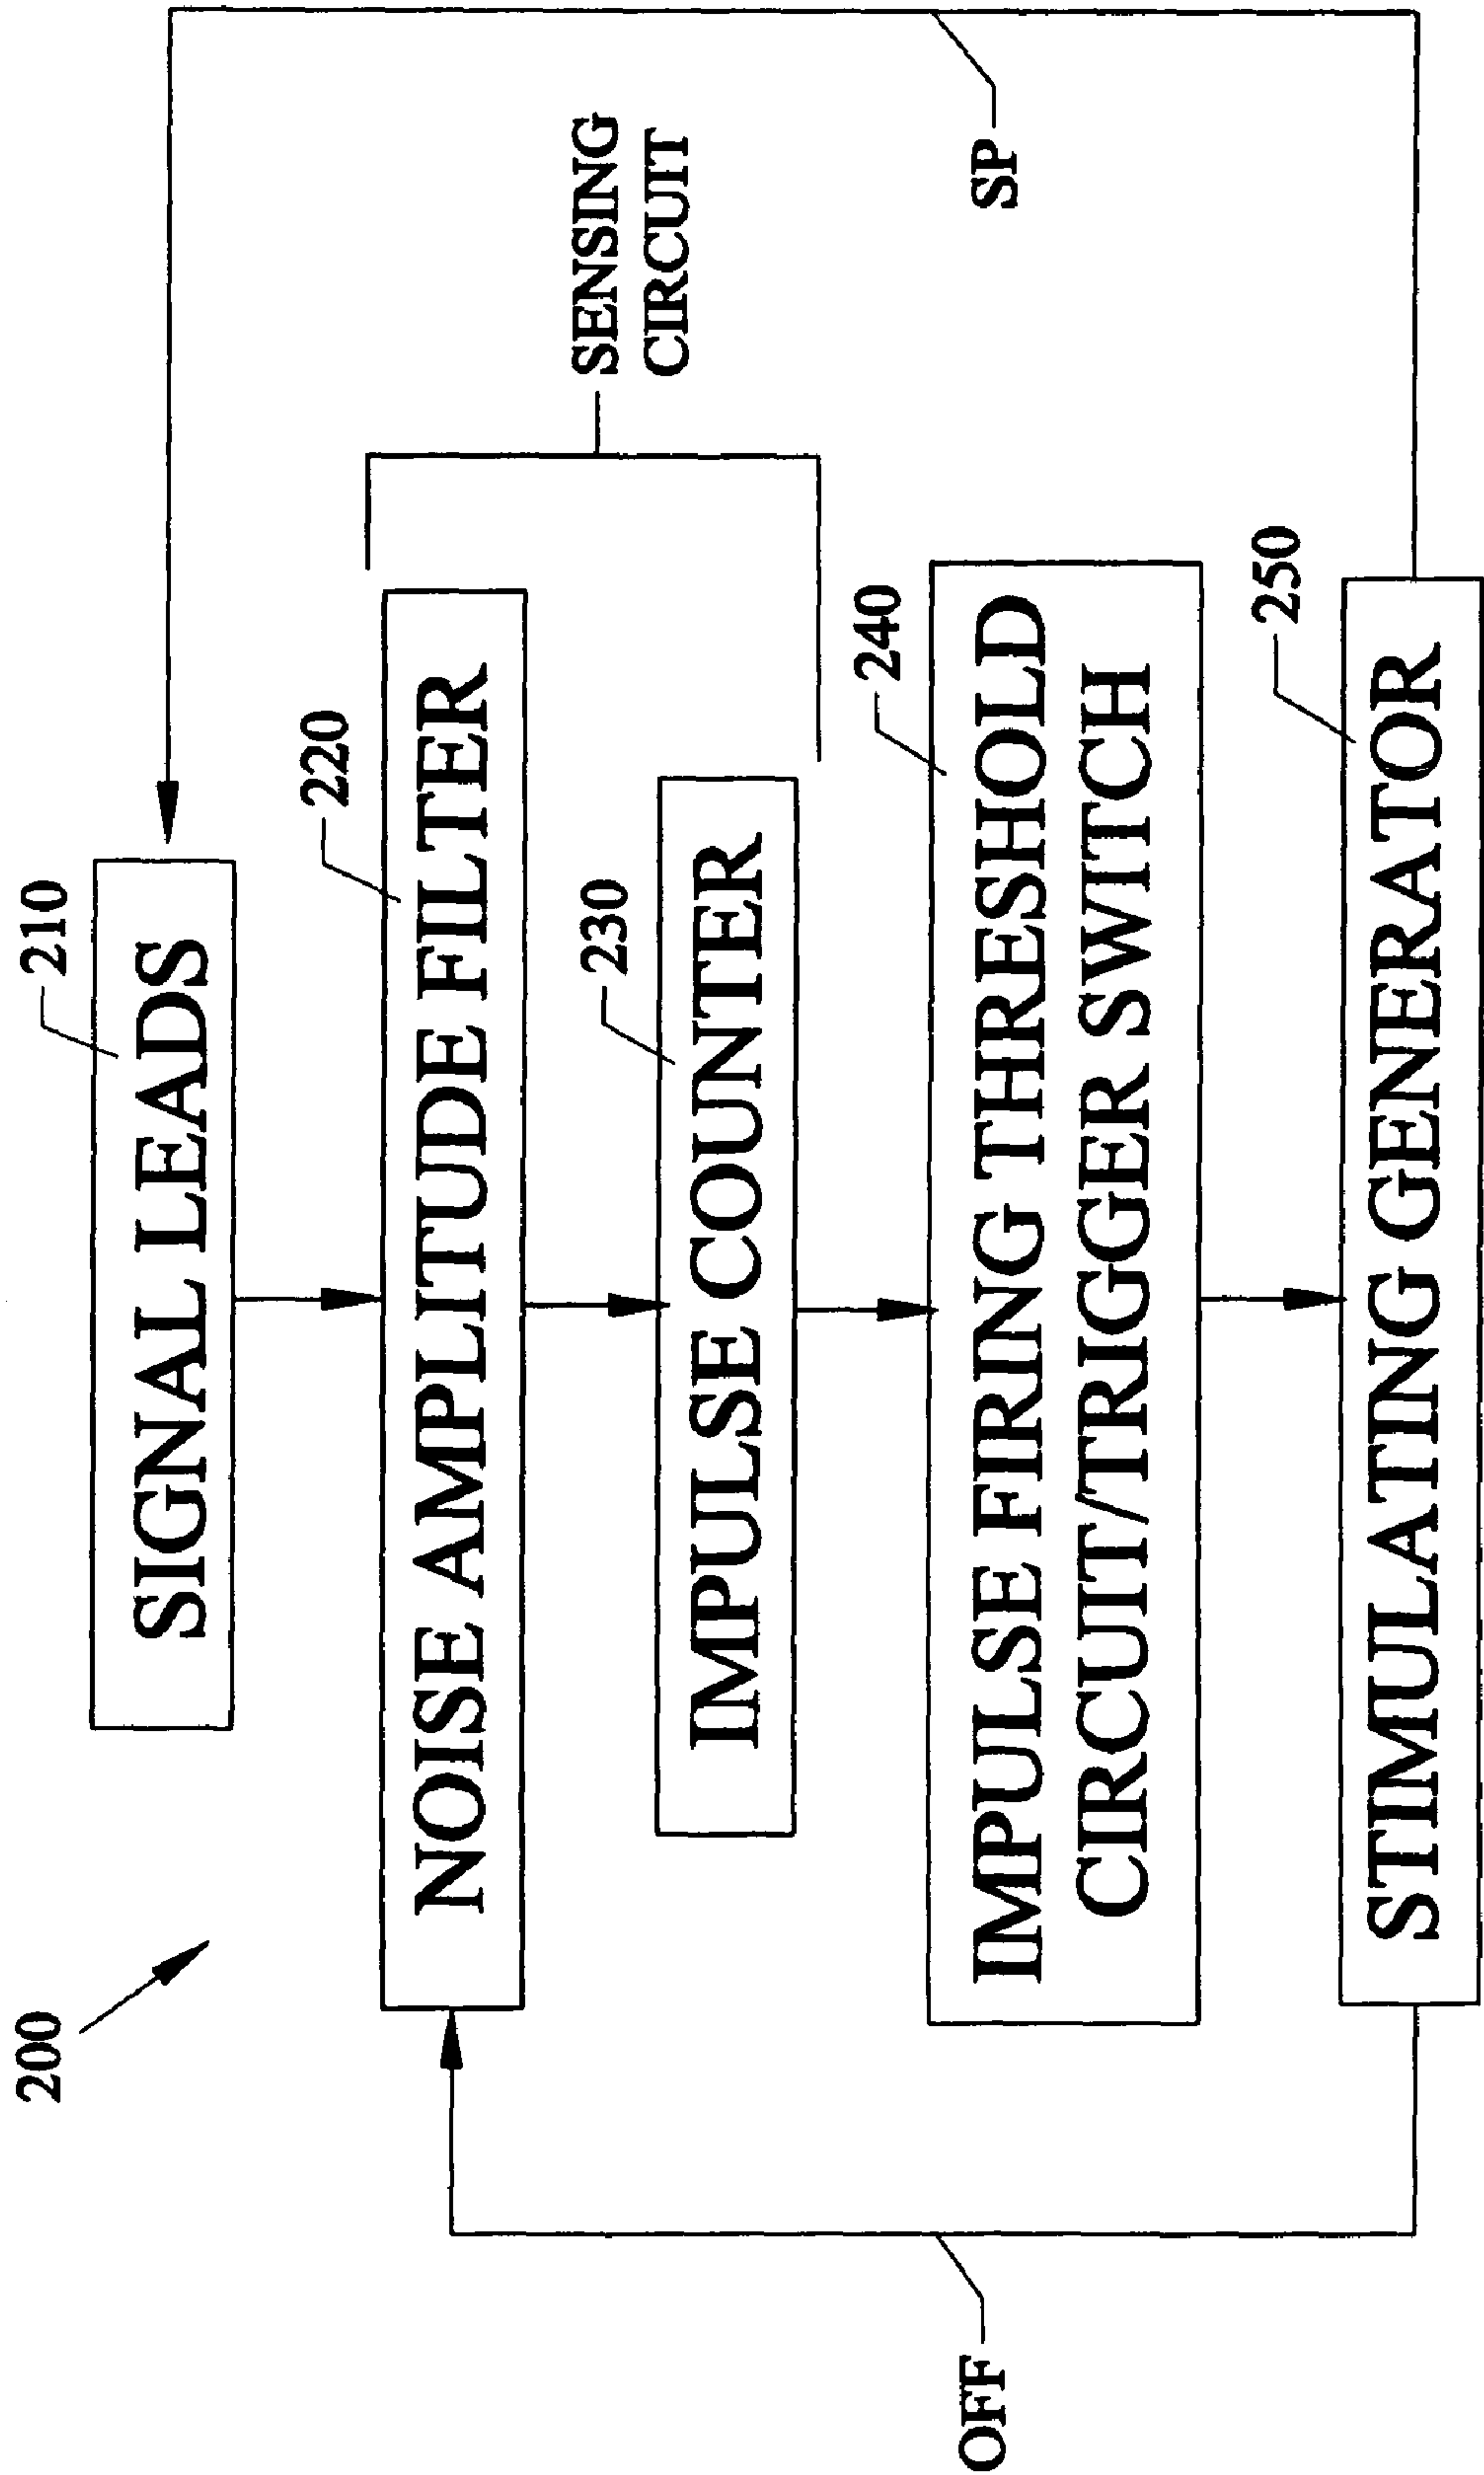 200
210
SIGNAL LEADS
220
NOISE AMPLITUDE FILTER
SENSING
CIRCUIT
230
IMPULSE COUNTER
240
IMPULSE FIRING THRESHOLD
CIRCUIT/TRIGGER SWITCH
OFF
SP
250
STIMULATING GENERATOR